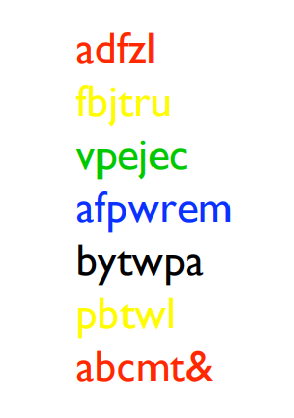 adfzl
fbjtru
vpejec
afpwrem
bytwpa
pbtwl
abcmt&